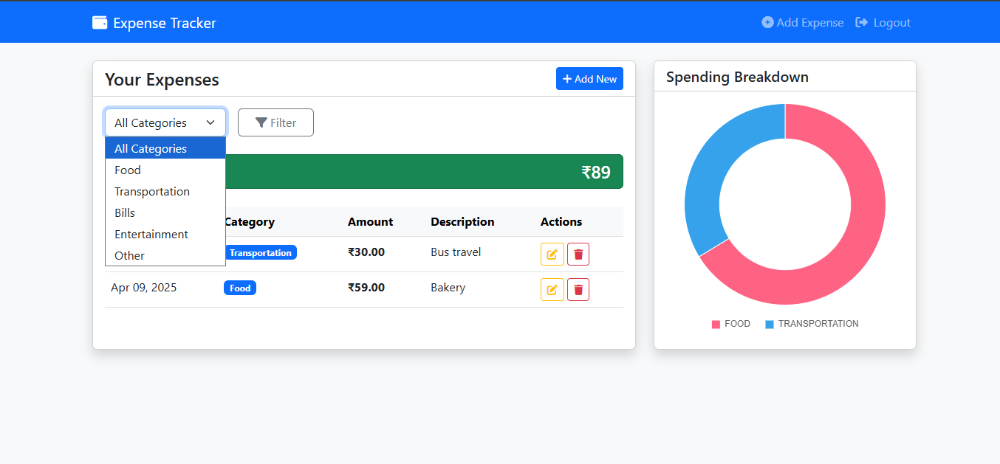 Expense Tracker
Add Expense
Logout
Your Expenses
Add New
All Categories
Filter
All Categories
Food
Transportation
Bills
Entertainment
Other
₹89
Category Amount Description Actions
Transportation ₹30.00 Bus travel
Apr 09, 2025 Food ₹59.00 Bakery
Spending Breakdown
FOOD TRANSPORTATION